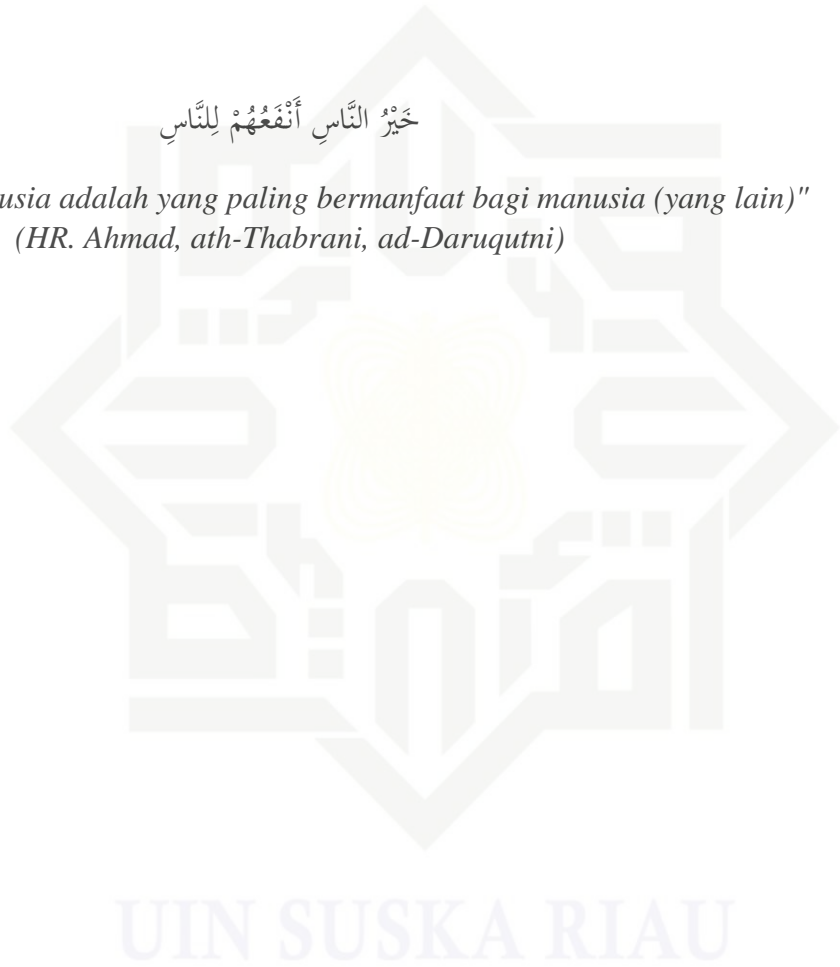 خَيْرُ النَّاسِ أَنْفَعُهُمْ لِلنَّاسِ
usia adalah yang paling bermanfaat bagi manusia (yang lain)"
(HR. Ahmad, ath-Thabrani, ad-Daruqutni)
UIN SUSKA RIAU